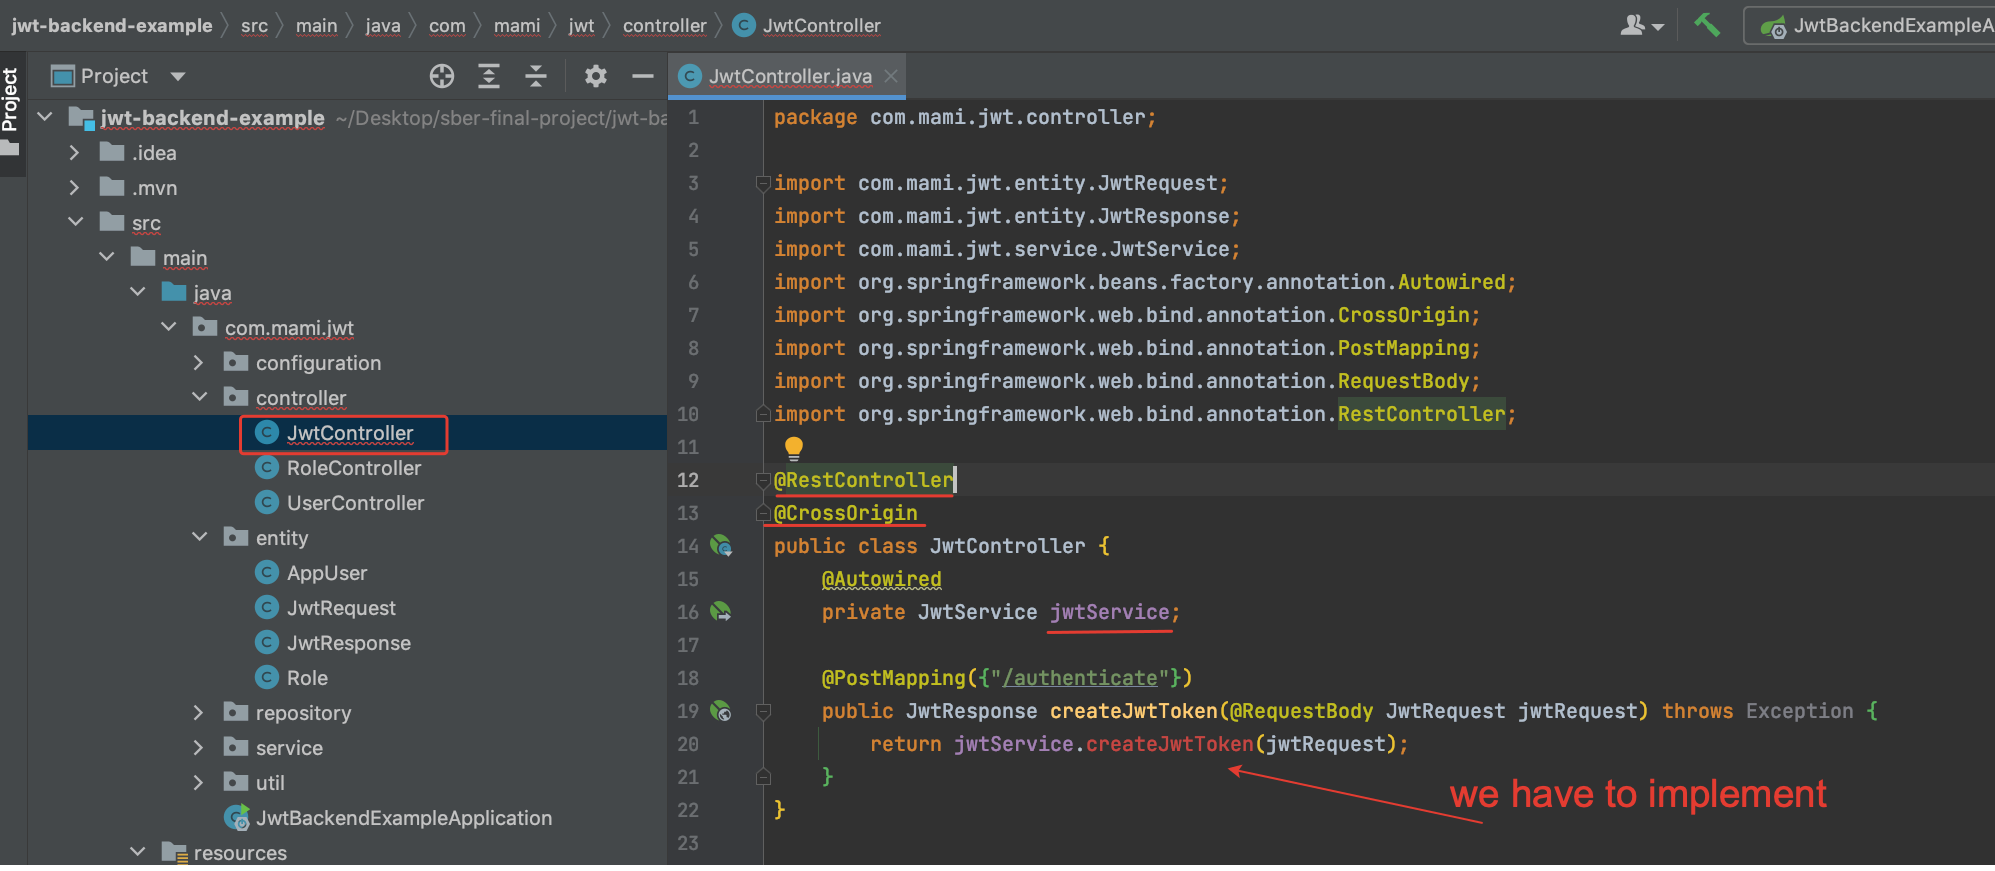 jwt-backend-example src main java com mami jwt controller C JwtController JwtBackendExampleA
Project
Project
jwt-backend-example ~/Desktop/sber-final-project/jwt-ba
.idea
.mvn
src
main
java
com.mami.jwt
configuration
controller
C JwtController
C RoleController
C UserController
entity
C AppUser
C JwtRequest
C JwtResponse
C Role
repository
service
util
JwtBackendExampleApplication
resources
C JwtController.java
1 package com.mami.jwt.controller;
2
3 import com.mami.jwt.entity.JwtRequest;
4 import com.mami.jwt.entity.JwtResponse;
5 import com.mami.jwt.service.JwtService;
6 import org.springframework.beans.factory.annotation.Autowired;
7 import org.springframework.web.bind.annotation.CrossOrigin;
8 import org.springframework.web.bind.annotation.PostMapping;
9 import org.springframework.web.bind.annotation.RequestBody;
10 import org.springframework.web.bind.annotation.RestController;
11
12 @RestController
13 @CrossOrigin
14 public class JwtController {
15 @Autowired
16 private JwtService jwtService;
17
18 @PostMapping({"/authenticate"})
19 public JwtResponse createJwtToken(@RequestBody JwtRequest jwtRequest) throws Exception {
20 return jwtService.createJwtToken(jwtRequest);
21 }
22 }
23
we have to implement